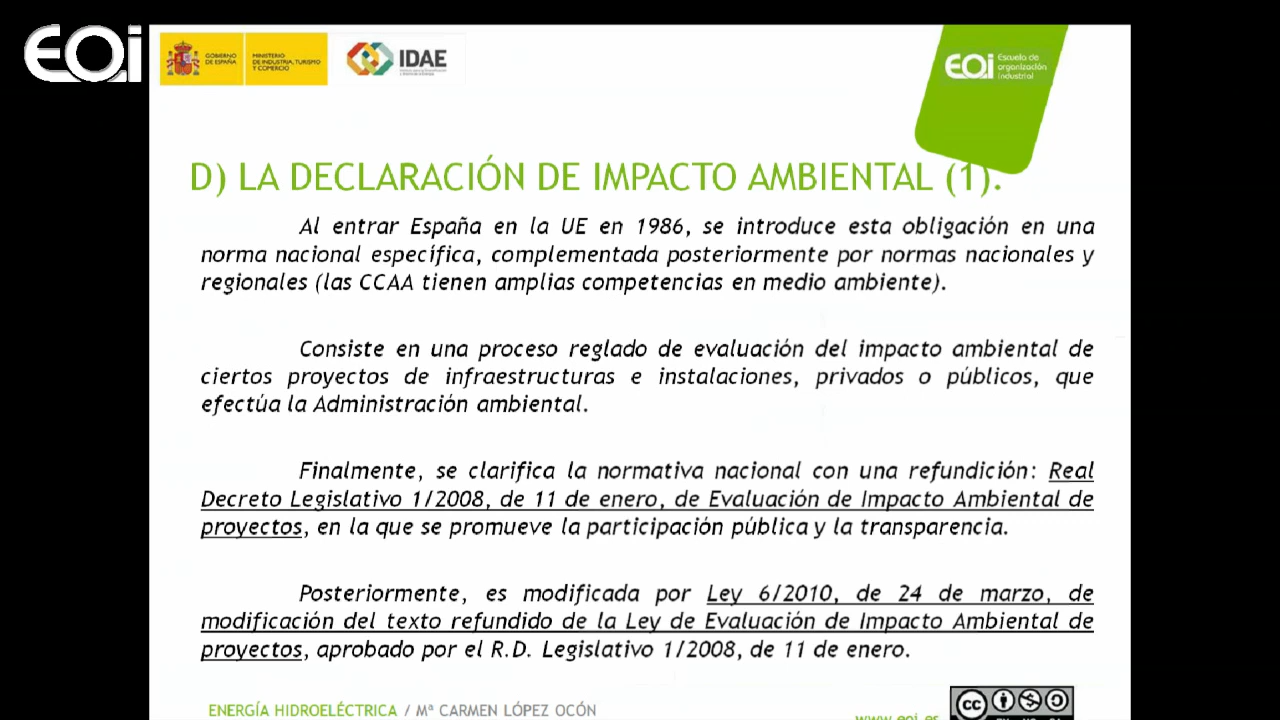 EOi
GOBIERNO DE ESPAÑA
MINISTERIO DE INDUSTRIA, TURISMO Y COMERCIO
IDAE
EOi Escuela de organización industrial
D) LA DECLARACIÓN DE IMPACTO AMBIENTAL (1).
Al entrar España en la UE en 1986, se introduce esta obligación en una
norma nacional específica, complementada posteriormente por normas nacionales y
regionales (las CCAA tienen amplias competencias en medio ambiente).
Consiste en una proceso reglado de evaluación del impacto ambiental de
ciertos proyectos de infraestructuras e instalaciones, privados o públicos, que
efectúa la Administración ambiental.
Finalmente, se clarifica la normativa nacional con una refundición: Real
Decreto Legislativo 1/2008, de 11 de enero, de Evaluación de Impacto Ambiental de
proyectos, en la que se promueve la participación pública y la transparencia.
Posteriormente, es modificada por Ley 6/2010, de 24 de marzo, de
modificación del texto refundido de la Ley de Evaluación de Impacto Ambiental de
proyectos, aprobado por el R.D. Legislativo 1/2008, de 11 de enero.
ENERGÍA HIDROELÉCTRICA / Mª CARMEN LÓPEZ OCÓN
www.eoi.es
cc